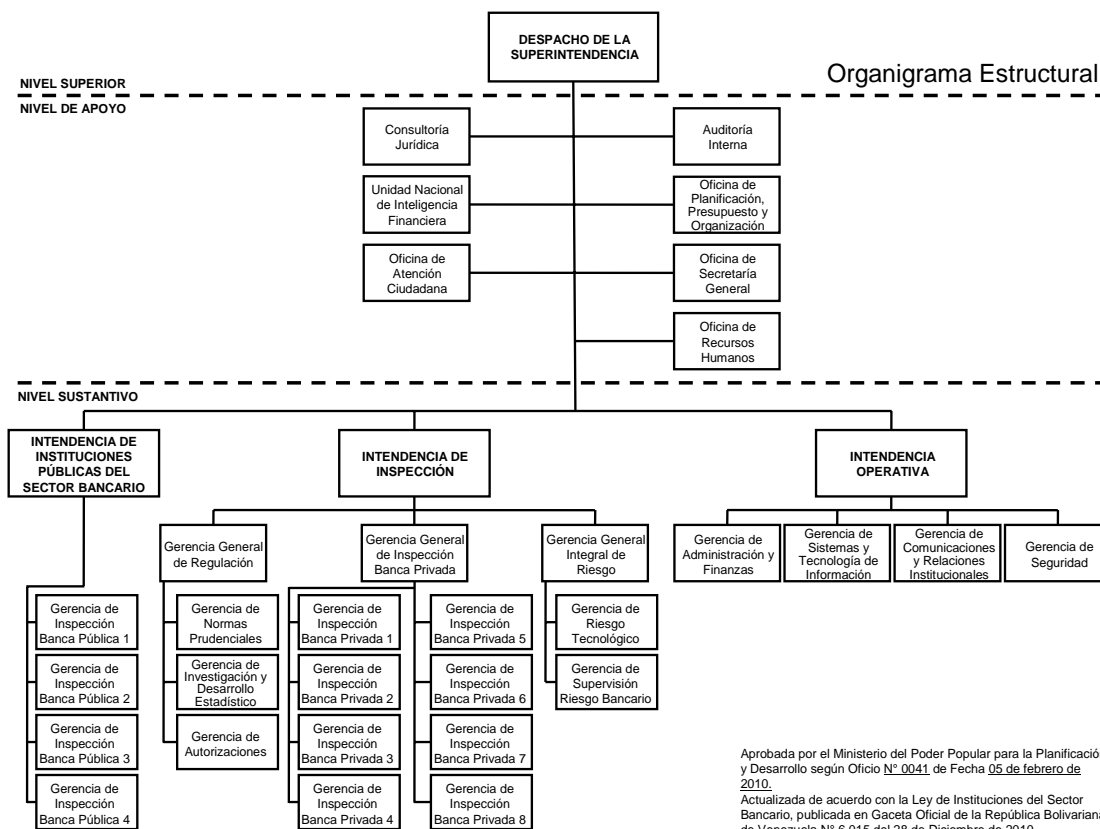 DESPACHO DE LA
SUPERINTENDENCIA
Organigrama Estructural
NIVEL SUPERIOR
NIVEL DE APOYO
Consultoría
Jurídica
Auditoría
Interna
Unidad Nacional
de Inteligencia
Financiera
Oficina de
Planificación,
Presupuesto y
Organización
Oficina de
Atención
Ciudadana
Oficina de
Secretaría
General
Oficina de
Recursos
Humanos
NIVEL SUSTANTIVO
INTENDENCIA DE
INSTITUCIONES
PÚBLICAS DEL
SECTOR BANCARIO
INTENDENCIA DE
INSPECCIÓN
INTENDENCIA
OPERATIVA
Gerencia General
de Regulación
Gerencia General
de Inspección
Banca Privada
Gerencia General
Integral de
Riesgo
Gerencia de
Administración y
Finanzas
Gerencia de
Sistemas y
Tecnología de
Información
Gerencia de
Comunicaciones
y Relaciones
Institucionales
Gerencia de
Seguridad
Gerencia de
Inspección
Banca Pública 1
Gerencia de
Inspección
Banca Pública 2
Gerencia de
Inspección
Banca Pública 3
Gerencia de
Inspección
Banca Pública 4
Gerencia de
Normas
Prudenciales
Gerencia de
Investigación y
Desarrollo
Estadístico
Gerencia de
Autorizaciones
Gerencia de
Inspección
Banca Privada 1
Gerencia de
Inspección
Banca Privada 2
Gerencia de
Inspección
Banca Privada 3
Gerencia de
Inspección
Banca Privada 4
Gerencia de
Inspección
Banca Privada 5
Gerencia de
Inspección
Banca Privada 6
Gerencia de
Inspección
Banca Privada 7
Gerencia de
Inspección
Banca Privada 8
Gerencia de
Riesgo
Tecnológico
Gerencia de
Supervisión
Riesgo Bancario
Aprobada por el Ministerio del Poder Popular para la Planificació
y Desarrollo según Oficio N° 0041 de Fecha 05 de febrero de
2010.
Actualizada de acuerdo con la Ley de Instituciones del Sector
Bancario, publicada en Gaceta Oficial de la República Bolivariana
de Venezuela N° 6.015 del 28 de Diciembre de 2010